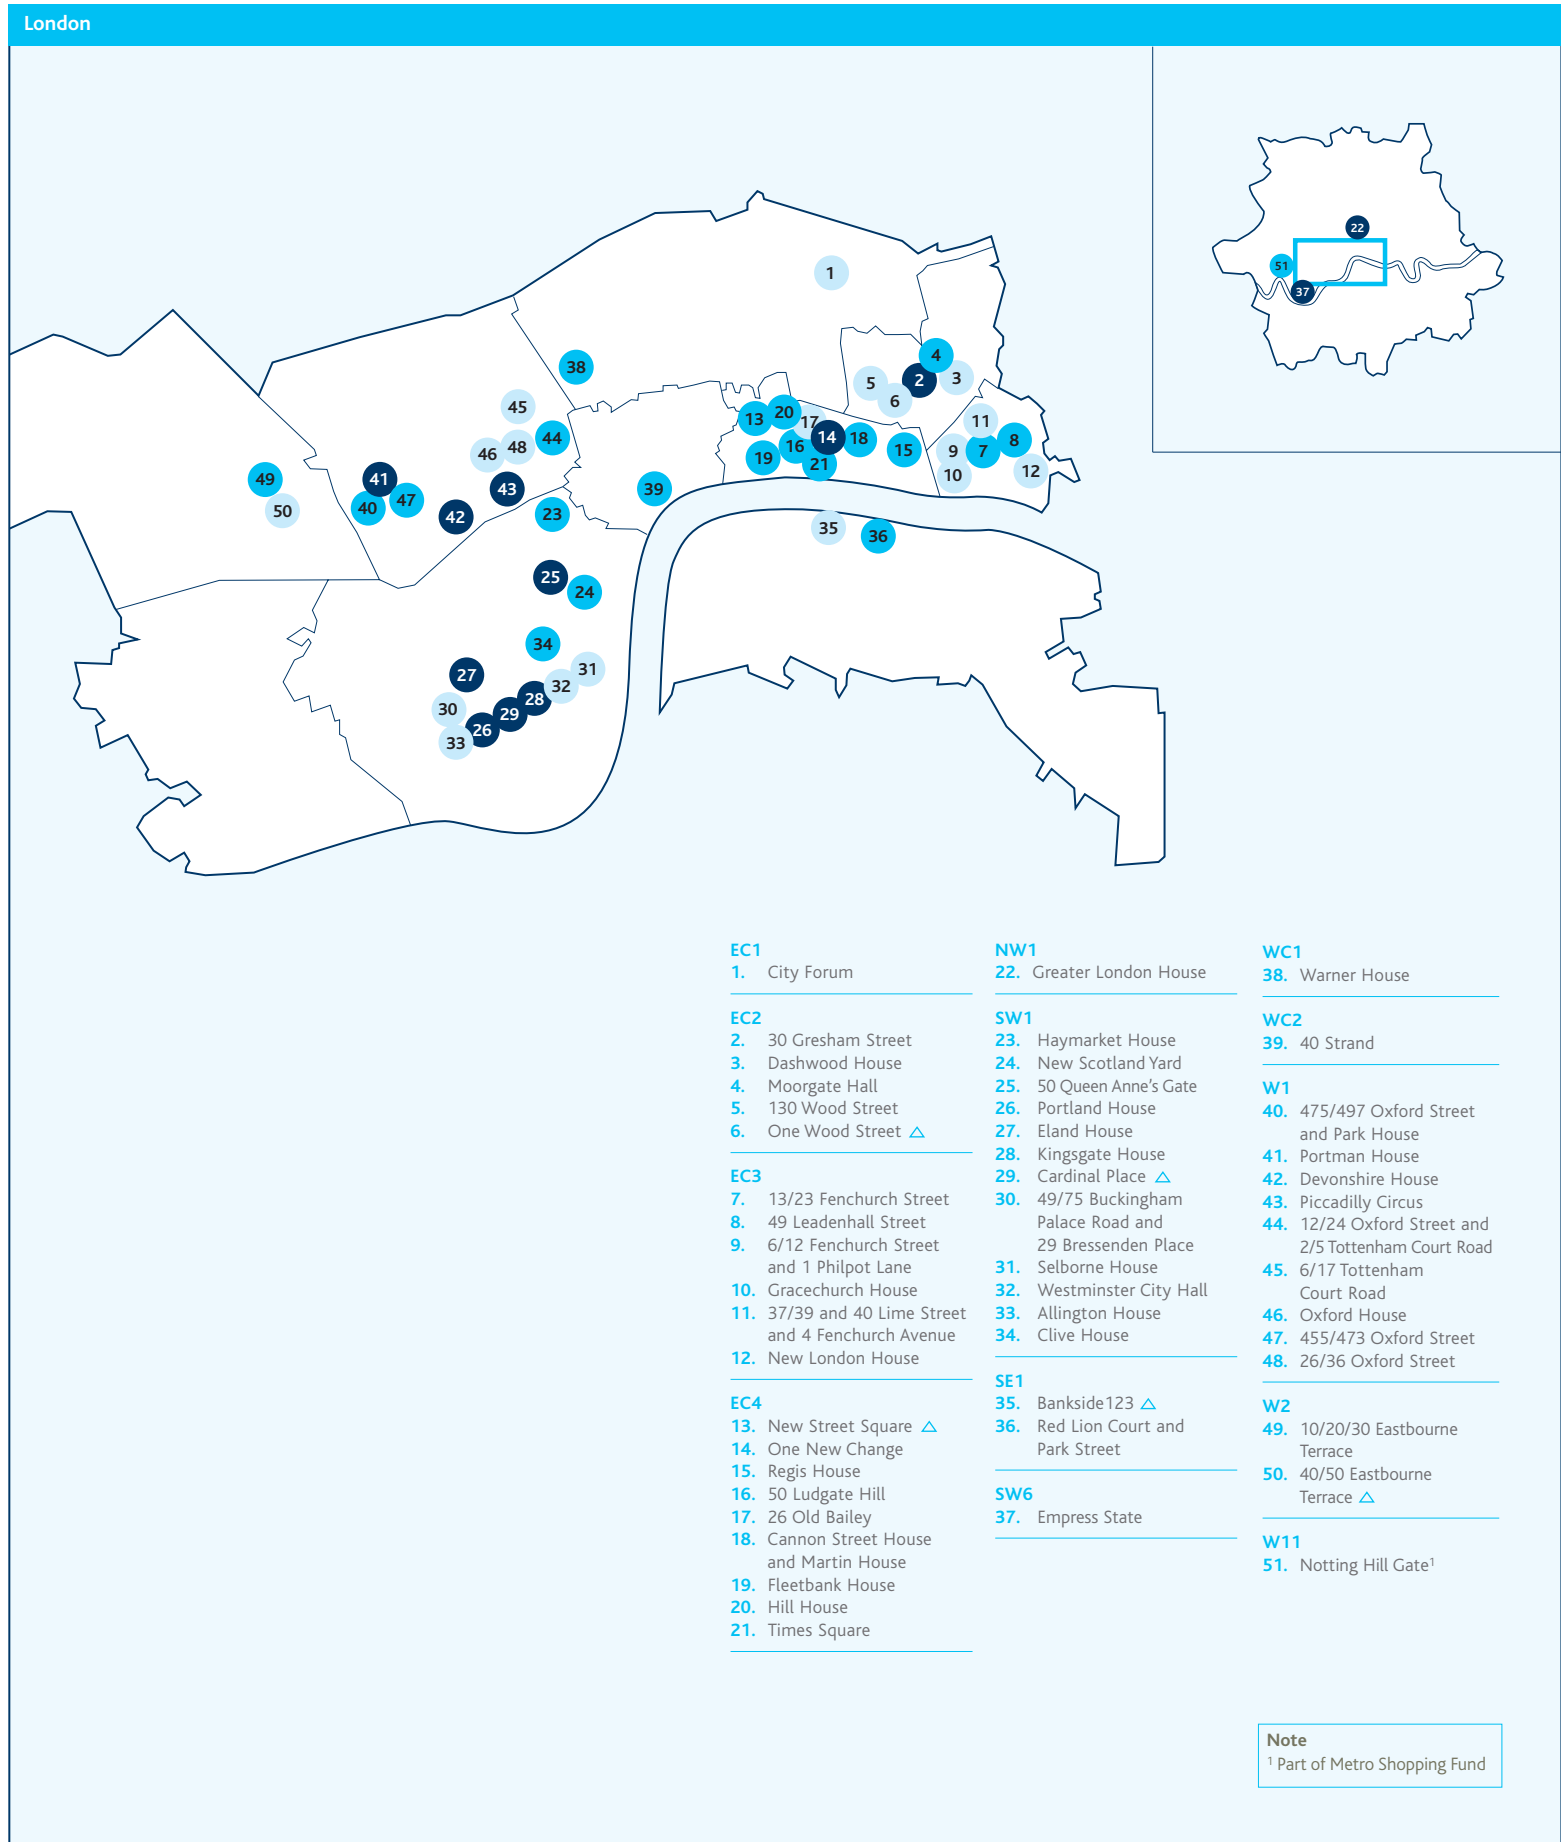 London
1
22
51
37
38
4
5
2
3
6
45
44
46
48
13
20
17
14
18
16
19
21
15
11
9
7
8
10
12
49
50
41
40
47
42
43
23
39
35
36
25
24
34
27
31
32
28
30
29
26
33
EC1
1. City Forum
EC2
2. 30 Gresham Street
3. Dashwood House
4. Moorgate Hall
5. 130 Wood Street
6. One Wood Street △
EC3
7. 13/23 Fenchurch Street
8. 49 Leadenhall Street
9. 6/12 Fenchurch Street
and 1 Philpot Lane
10. Gracechurch House
11. 37/39 and 40 Lime Street
and 4 Fenchurch Avenue
12. New London House
EC4
13. New Street Square △
14. One New Change
15. Regis House
16. 50 Ludgate Hill
17. 26 Old Bailey
18. Cannon Street House
and Martin House
19. Fleetbank House
20. Hill House
21. Times Square
NW1
22. Greater London House
SW1
23. Haymarket House
24. New Scotland Yard
25. 50 Queen Anne's Gate
26. Portland House
27. Eland House
28. Kingsgate House
29. Cardinal Place △
30. 49/75 Buckingham
Palace Road and
29 Bressenden Place
31. Selborne House
32. Westminster City Hall
33. Allington House
34. Clive House
SE1
35. Bankside123 △
36. Red Lion Court and
Park Street
SW6
37. Empress State
WC1
38. Warner House
WC2
39. 40 Strand
W1
40. 475/497 Oxford Street
and Park House
41. Portman House
42. Devonshire House
43. Piccadilly Circus
44. 12/24 Oxford Street and
2/5 Tottenham Court Road
45. 6/17 Tottenham
Court Road
46. Oxford House
47. 455/473 Oxford Street
48. 26/36 Oxford Street
W2
49. 10/20/30 Eastbourne
Terrace
50. 40/50 Eastbourne
Terrace △
W11
51. Notting Hill Gate¹
Note
¹ Part of Metro Shopping Fund